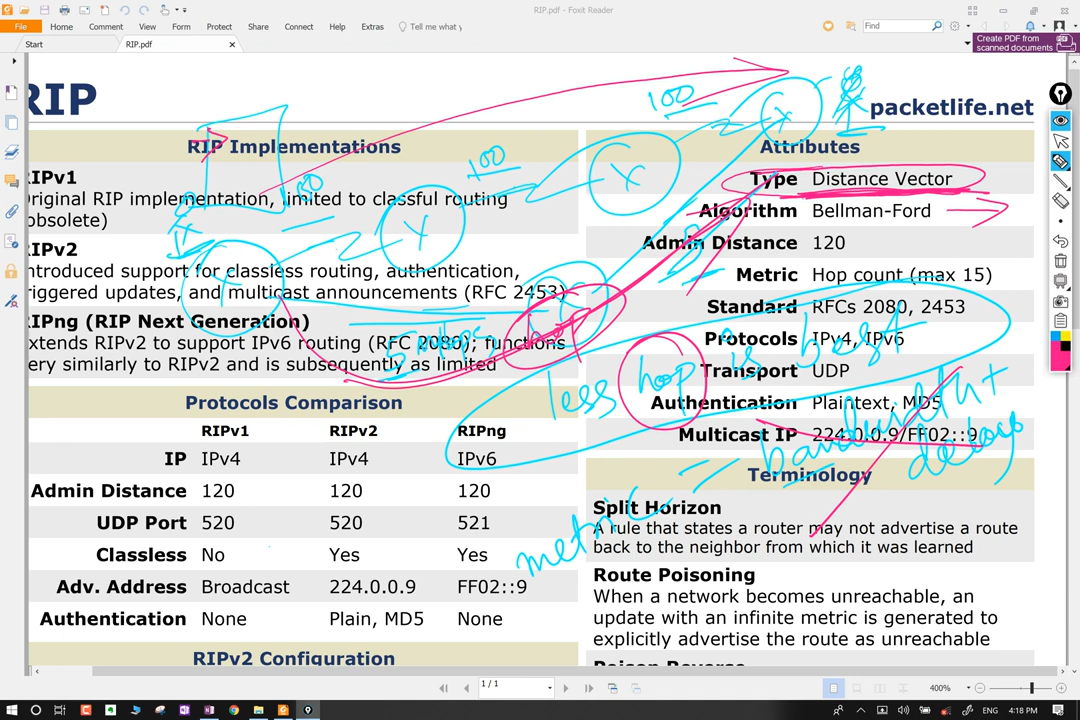 RIP.pdf - Foxit Reader
File Home Comment View Form Protect Share Connect Help Extras Tell me what y Find
Start RIP.pdf
Create PDF from
scanned documents
RIP
packetlife.net
RIP Implementations
RIPv1
original RIP implementation, limited to classful routing
obsolete)
RIPv2
ntroduced support for classless routing, authentication,
riggered updates, and multicast announcements (RFC 2453)
RIPng (RIP Next Generation)
extends RIPv2 to support IPv6 routing (RFC 2080); functions
ery similarly to RIPv2 and is subsequently as limited
Protocols Comparison
RIPv1 RIPv2 RIPng
IP IPv4 IPv4 IPv6
Admin Distance 120 120 120
UDP Port 520 520 521
Classless No Yes Yes
Adv. Address Broadcast 224.0.0.9 FF02::9
Authentication None Plain, MD5 None
RIPv2 Configuration
Attributes
Type Distance Vector
Algorithm Bellman-Ford
Admin Distance 120
Metric Hop count (max 15)
Standard RFCs 2080, 2453
Protocols IPv4, IPv6
Transport UDP
Authentication Plaintext, MD5
Multicast IP 224.0.0.9/FF02::9
Terminology
Split Horizon
A rule that states a router may not advertise a route
back to the neighbor from which it was learned
Route Poisoning
When a network becomes unreachable, an
update with an infinite metric is generated to
explicitly advertise the route as unreachable
Poison Reverse
100
100
100
5 mbps
hop
less hop is best
metric = bandwidth +
delay
1 / 1
400%
ENG 4:18 PM